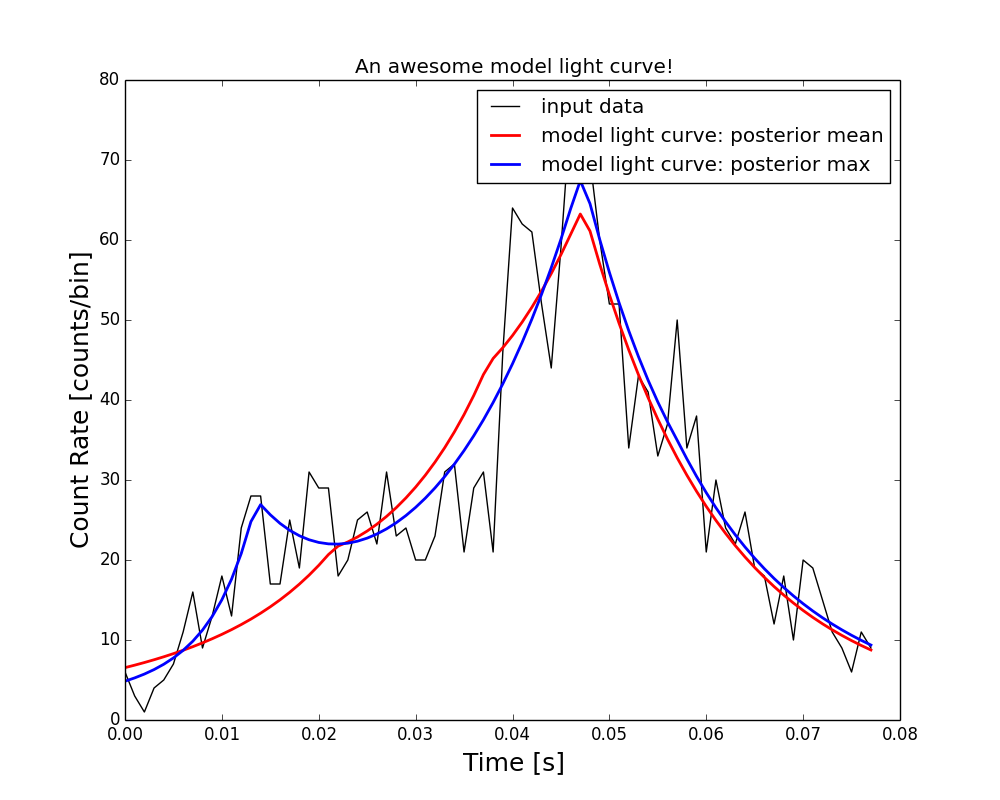 An awesome model light curve!
80
70
60
50
40
30
20
10
0
Count Rate [counts/bin]
input data
model light curve: posterior mean
model light curve: posterior max
0.00 0.01 0.02 0.03 0.04 0.05 0.06 0.07 0.08
Time [s]